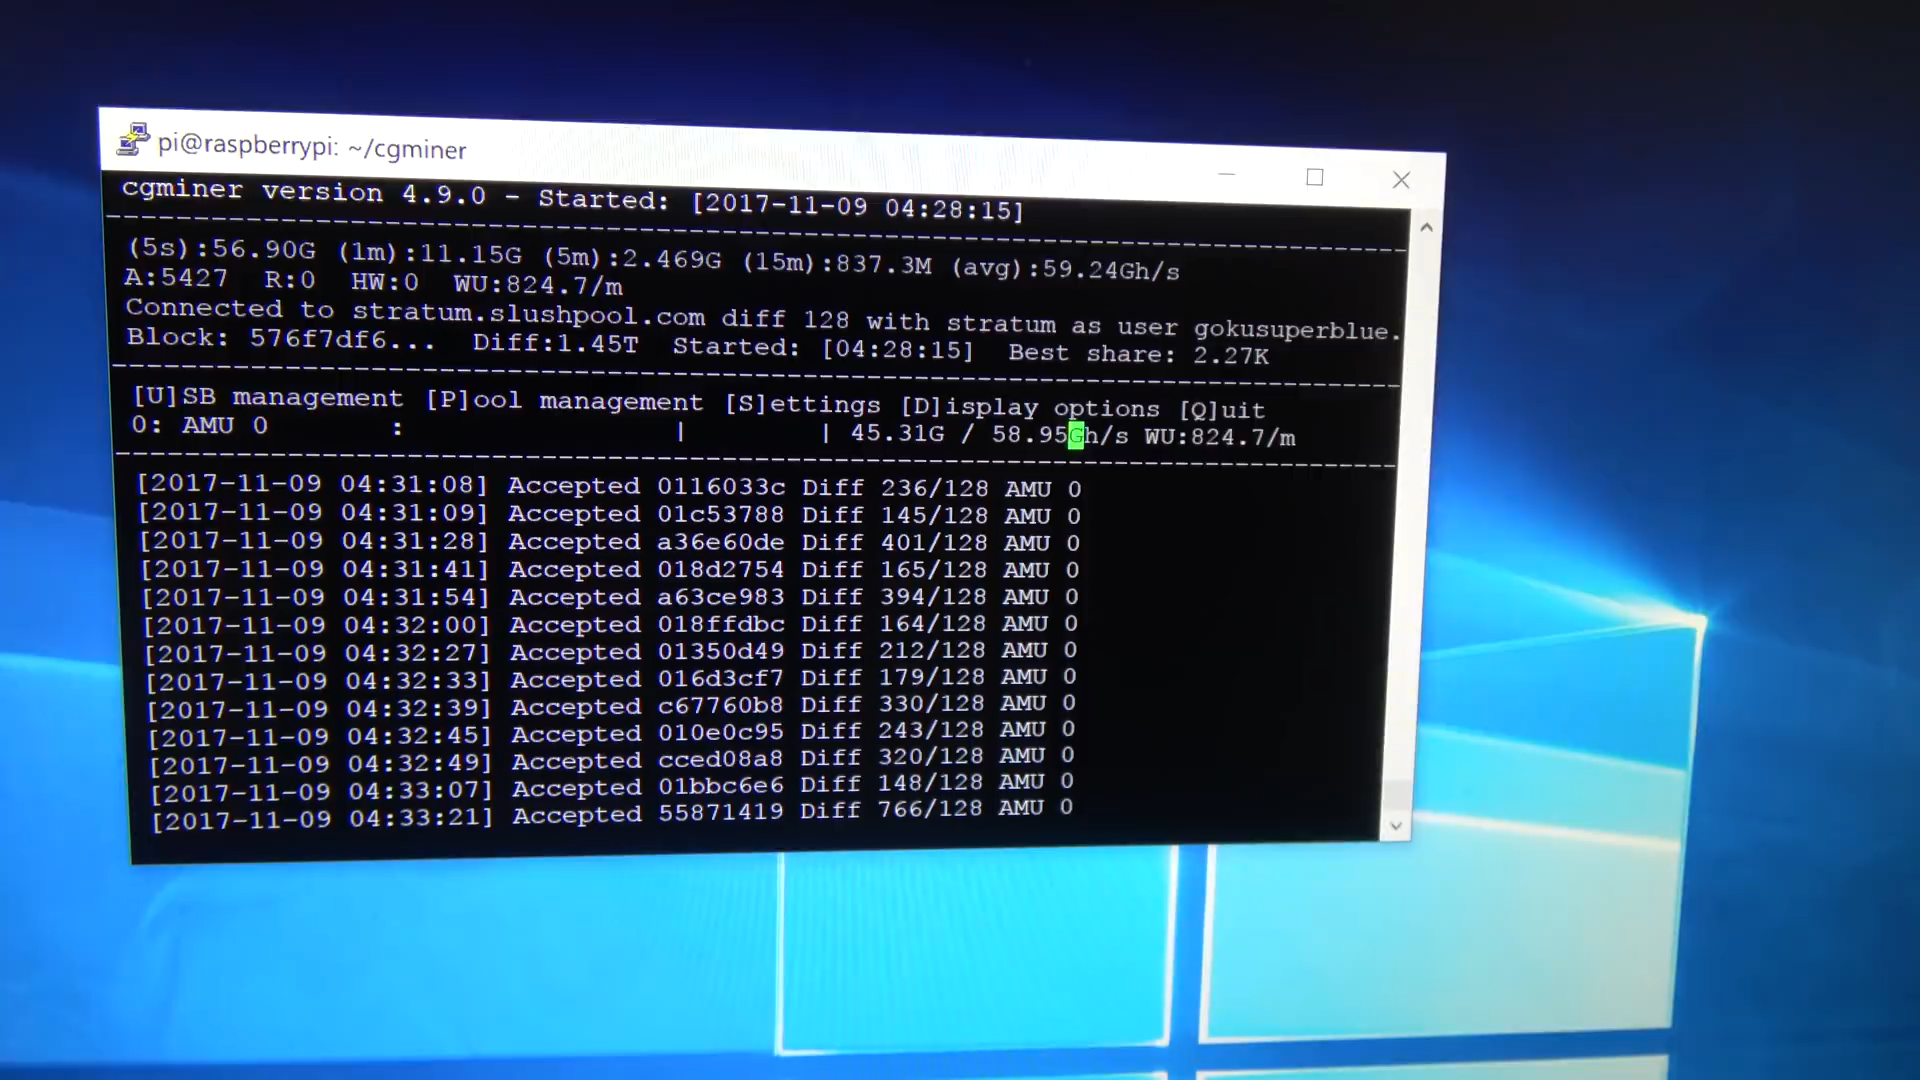 pi@raspberrypi: ~/cgminer
cgminer version 4.9.0 - Started: [2017-11-09 04:28:15]
--------------------------------------------------------------------------------
(5s):56.90G (1m):11.15G (5m):2.469G (15m):837.3M (avg):59.24Gh/s
A:5427 R:0 HW:0 WU:824.7/m
Connected to stratum.slushpool.com diff 128 with stratum as user gokusuperblue.
Block: 576f7df6... Diff:1.45T Started: [04:28:15] Best share: 2.27K
--------------------------------------------------------------------------------
[U]SB management [P]ool management [S]ettings [D]isplay options [Q]uit
0: AMU 0 : | | 45.31G / 58.95Gh/s WU:824.7/m
--------------------------------------------------------------------------------
[2017-11-09 04:31:08] Accepted 0116033c Diff 236/128 AMU 0
[2017-11-09 04:31:09] Accepted 01c53788 Diff 145/128 AMU 0
[2017-11-09 04:31:28] Accepted a36e60de Diff 401/128 AMU 0
[2017-11-09 04:31:41] Accepted 018d2754 Diff 165/128 AMU 0
[2017-11-09 04:31:54] Accepted a63ce983 Diff 394/128 AMU 0
[2017-11-09 04:32:00] Accepted 018ffdbc Diff 164/128 AMU 0
[2017-11-09 04:32:27] Accepted 01350d49 Diff 212/128 AMU 0
[2017-11-09 04:32:33] Accepted 016d3cf7 Diff 179/128 AMU 0
[2017-11-09 04:32:39] Accepted c67760b8 Diff 330/128 AMU 0
[2017-11-09 04:32:45] Accepted 010e0c95 Diff 243/128 AMU 0
[2017-11-09 04:32:49] Accepted cced08a8 Diff 320/128 AMU 0
[2017-11-09 04:33:07] Accepted 01bbc6e6 Diff 148/128 AMU 0
[2017-11-09 04:33:21] Accepted 55871419 Diff 766/128 AMU 0